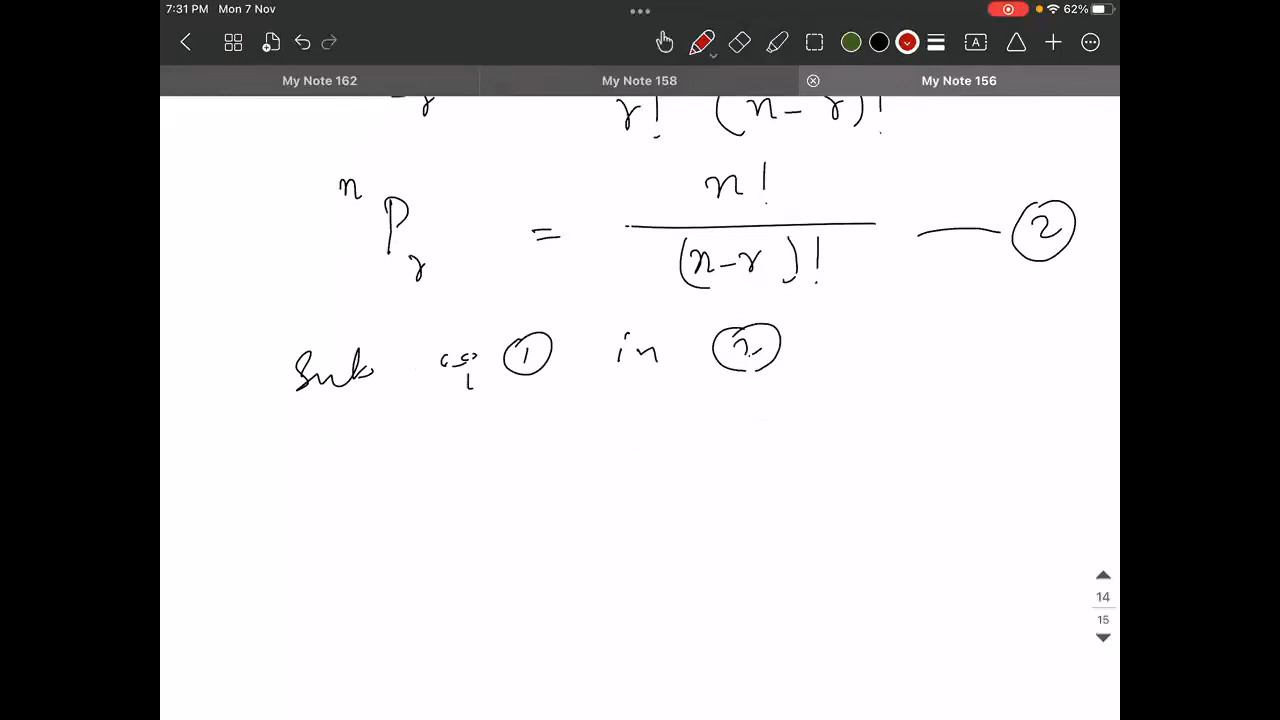 7:31 PM Mon 7 Nov 62%
A
My Note 162 My Note 158 My Note 156
r r! (n-r)!
n!
n P r = —— ②
(n-r)!
Sub eq ① in ②
14
15